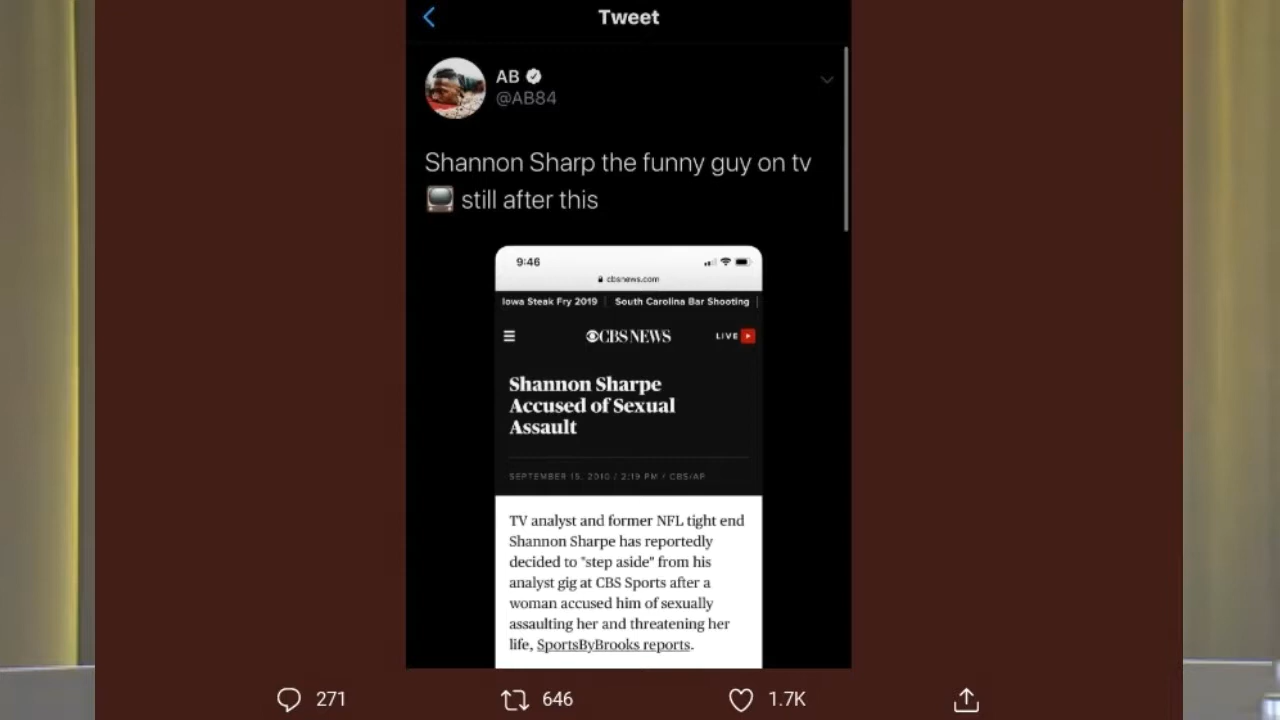 Tweet
AB
@AB84
Shannon Sharp the funny guy on tv
still after this
9:46
cbsnews.com
Iowa Steak Fry 2019 | South Carolina Bar Shooting |
CBS NEWS
LIVE
Shannon Sharpe
Accused of Sexual
Assault
SEPTEMBER 15, 2010 / 2:19 PM / CBS/AP
TV analyst and former NFL tight end
Shannon Sharpe has reportedly
decided to "step aside" from his
analyst gig at CBS Sports after a
woman accused him of sexually
assaulting her and threatening her
life, SportsByBrooks reports.
271 646 1.7K